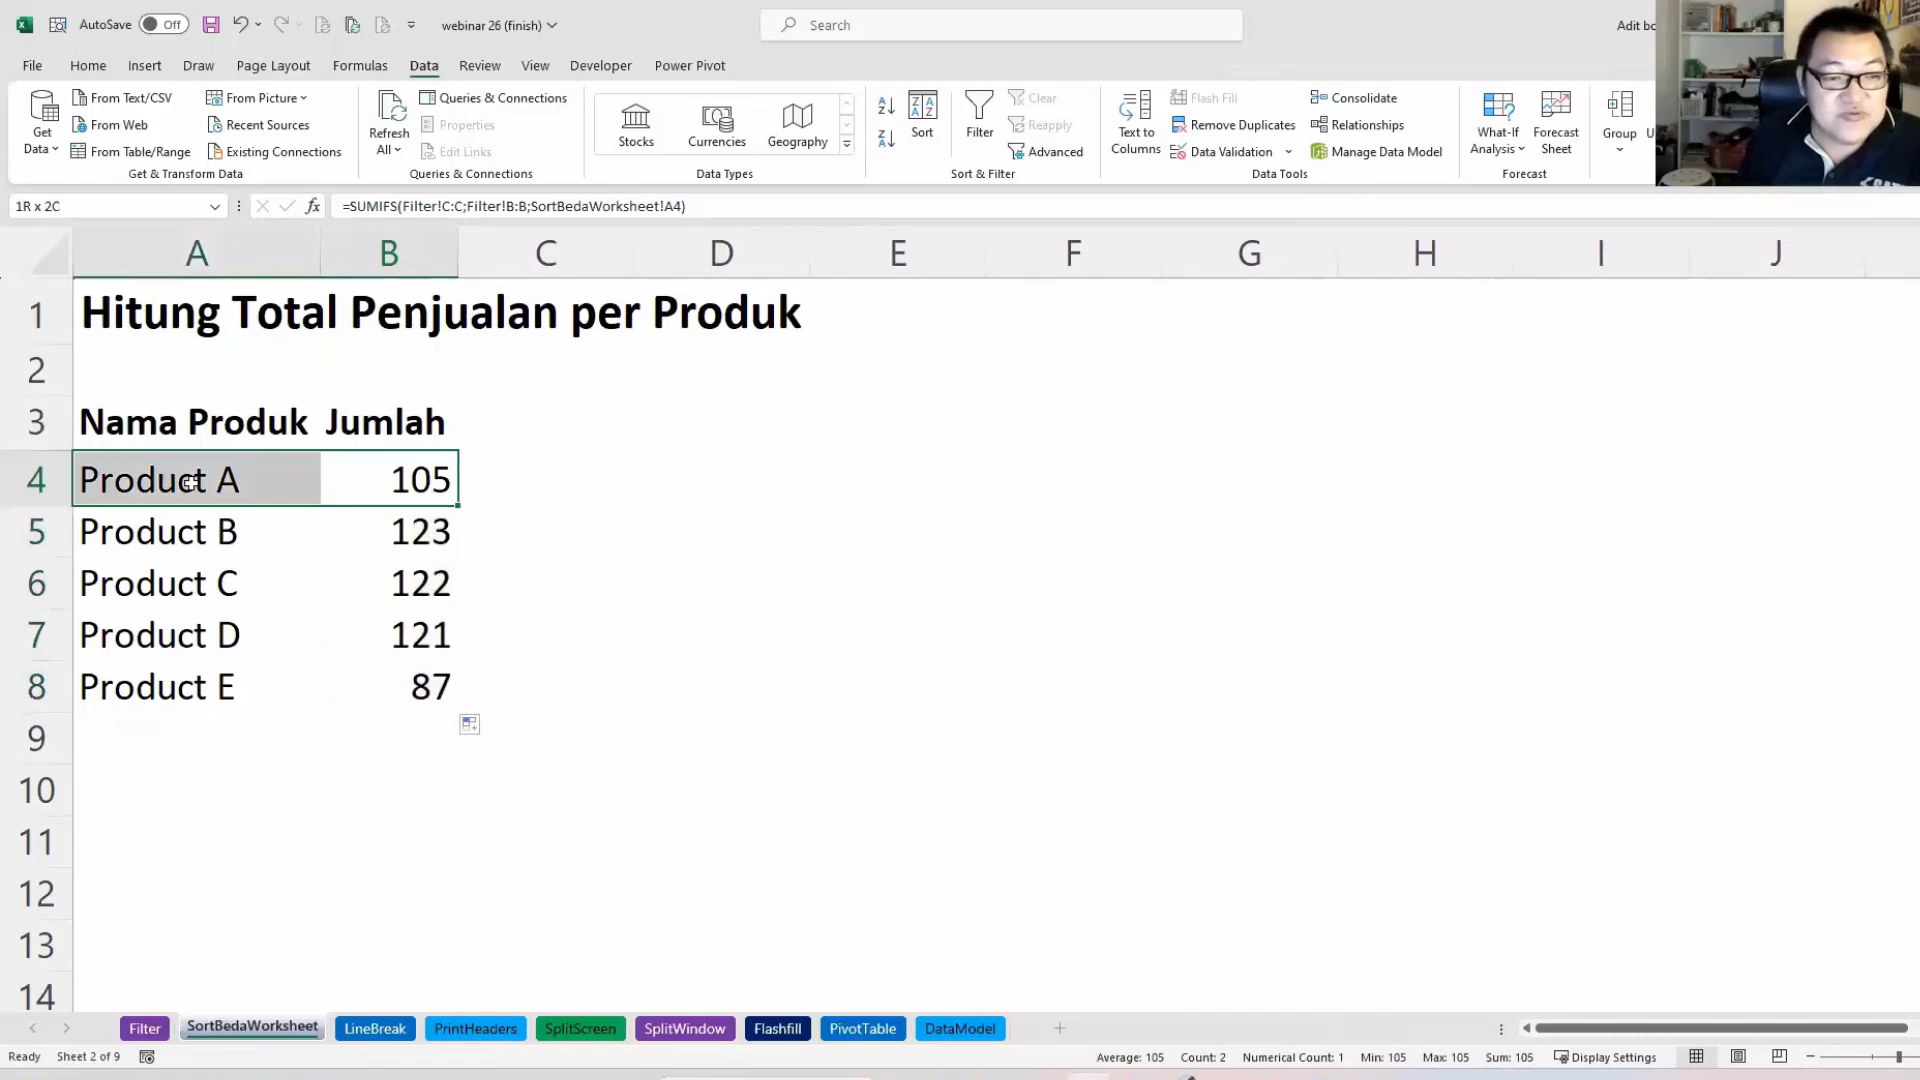 AutoSave Off webinar 26 (finish) Search Adit bo
File Home Insert Draw Page Layout Formulas Data Review View Developer Power Pivot
Get Data
From Text/CSV
From Web
From Table/Range
From Picture
Recent Sources
Existing Connections
Get & Transform Data
Refresh All
Queries & Connections
Properties
Edit Links
Queries & Connections
Stocks Currencies Geography
Data Types
Sort
Filter
Clear
Reapply
Advanced
Sort & Filter
Text to Columns
Flash Fill
Remove Duplicates
Data Validation
Consolidate
Relationships
Manage Data Model
Data Tools
What-If Analysis
Forecast Sheet
Forecast
Group
U
1R x 2C fx =SUMIFS(Filter!C:C;Filter!B:B;SortBedaWorksheet!A4)
A B C D E F G H I J
1 Hitung Total Penjualan per Produk
2
3 Nama Produk Jumlah
4 Product A 105
5 Product B 123
6 Product C 122
7 Product D 121
8 Product E 87
9
10
11
12
13
14
Filter SortBedaWorksheet LineBreak PrintHeaders SplitScreen SplitWindow Flashfill PivotTable DataModel
Ready Sheet 2 of 9 Average: 105 Count: 2 Numerical Count: 1 Min: 105 Max: 105 Sum: 105 Display Settings